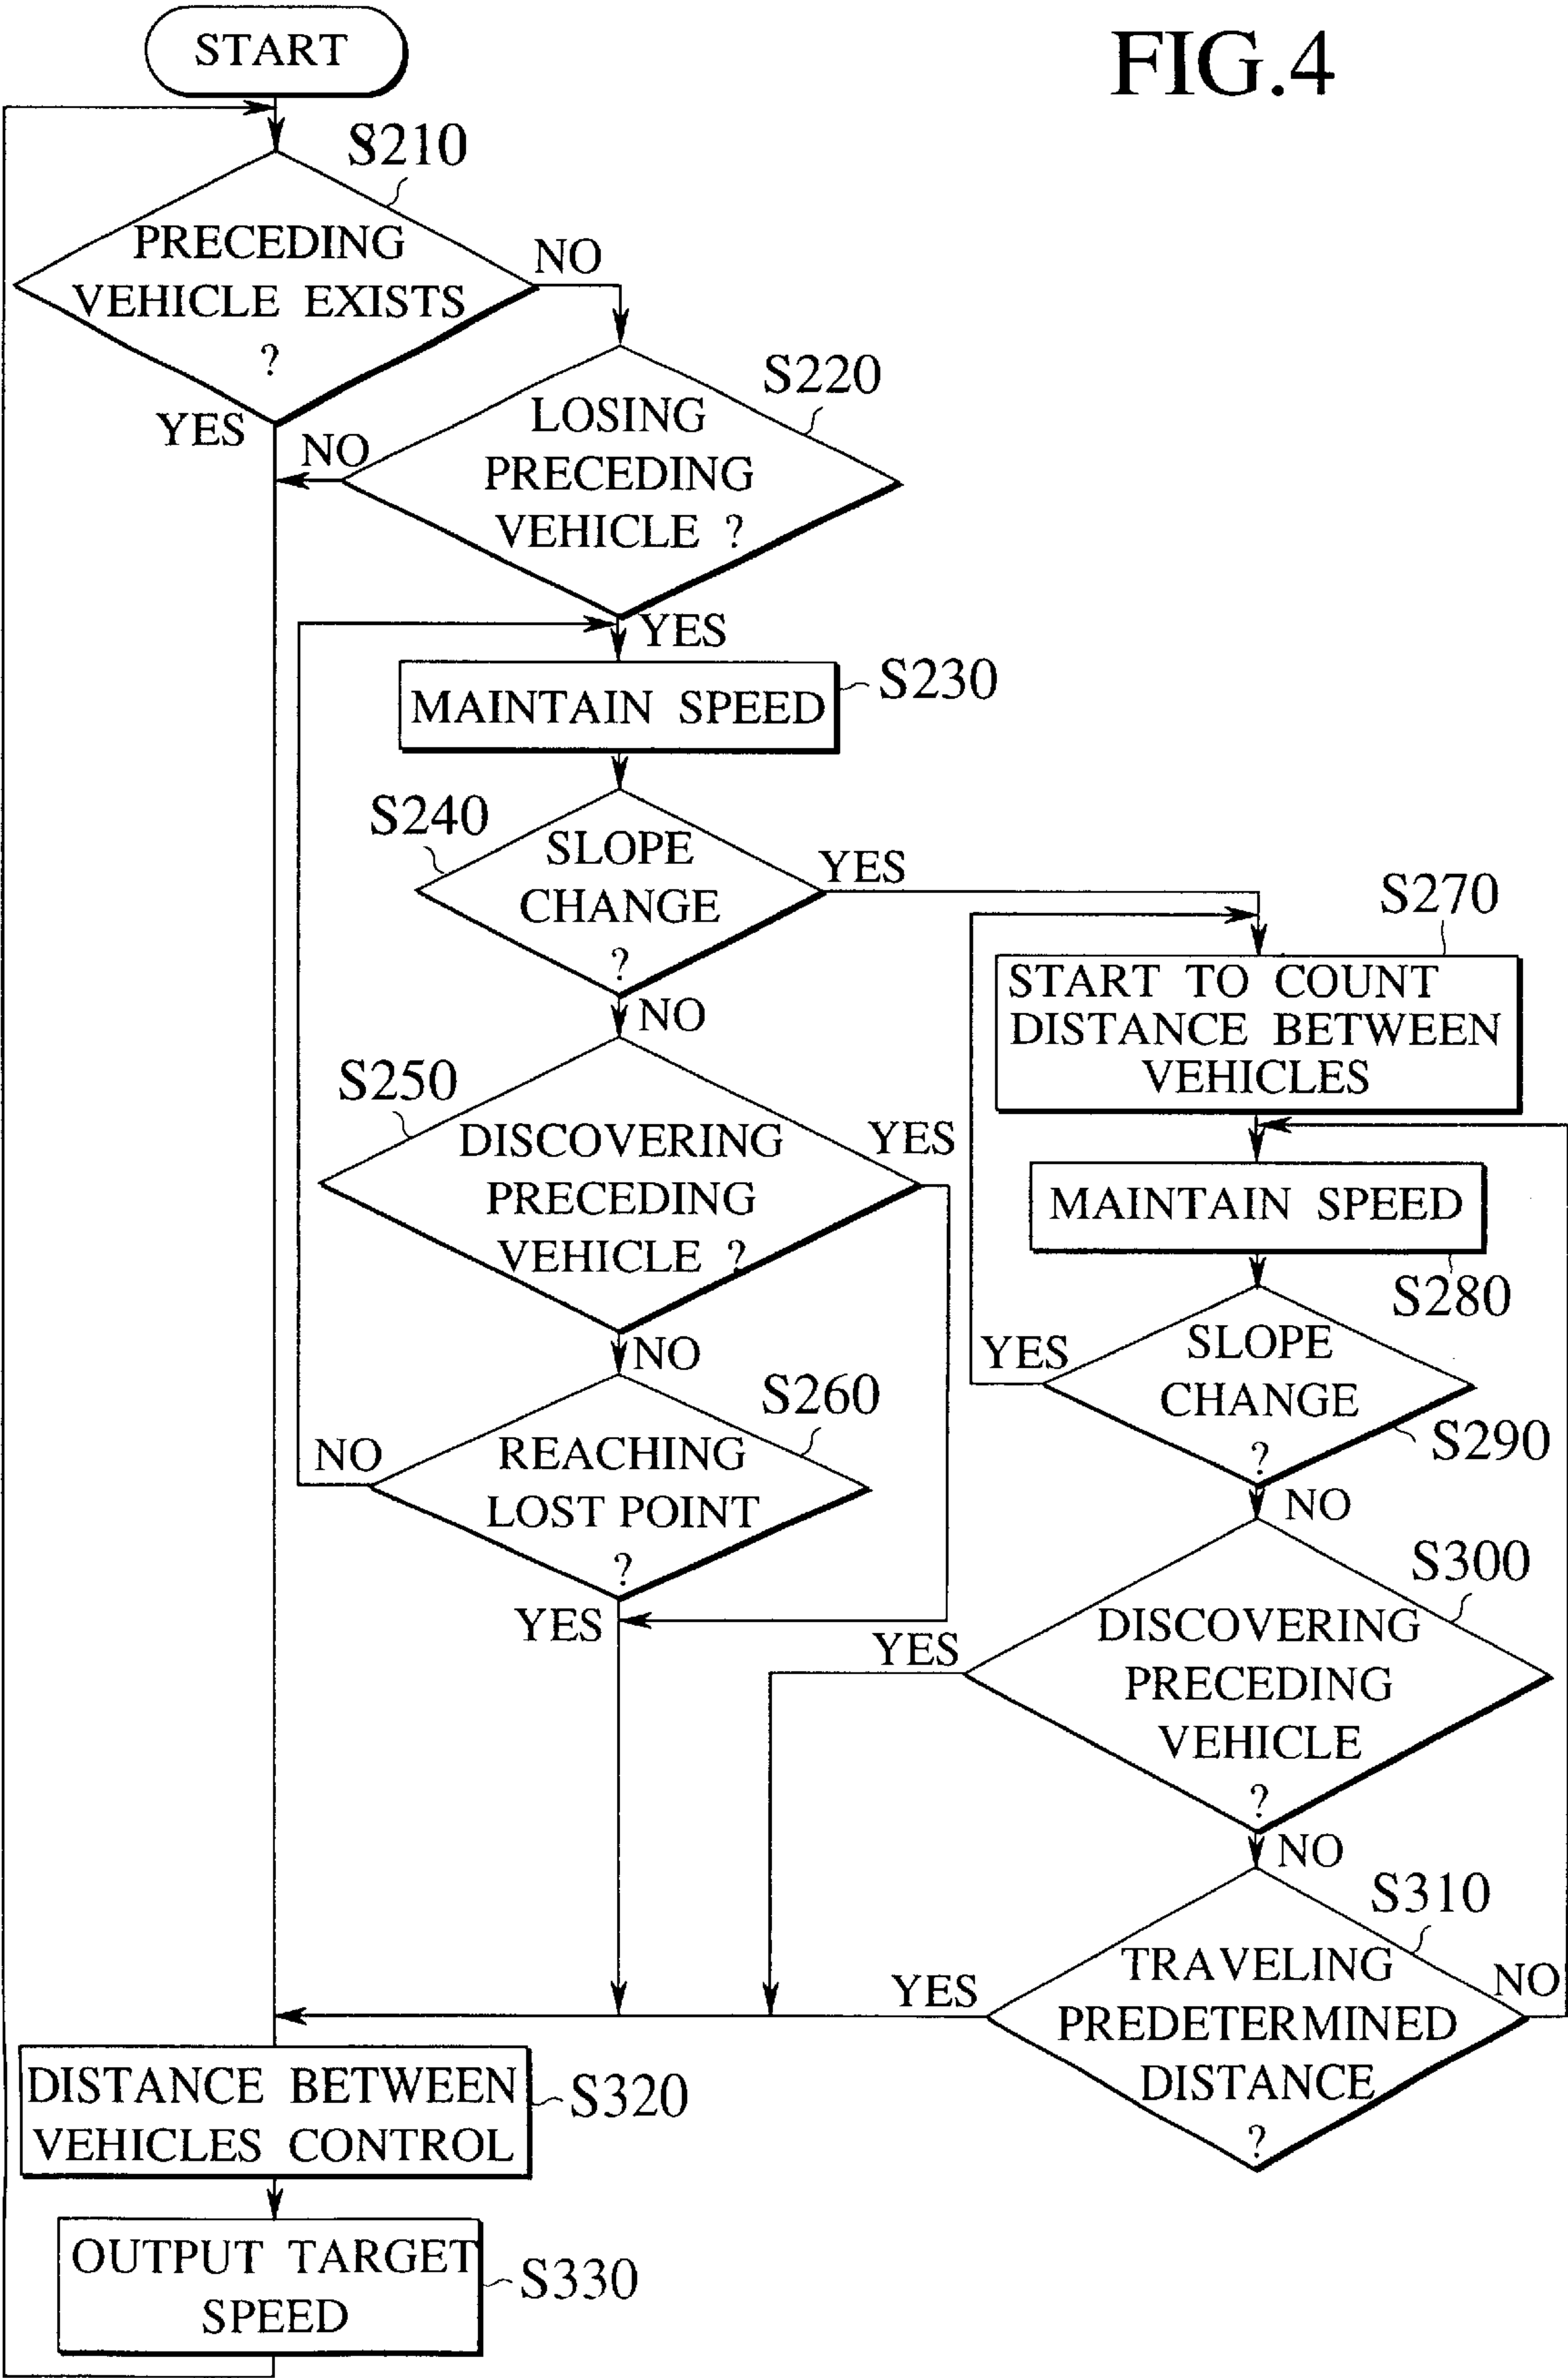 FIG.4
START
S210
PRECEDING
VEHICLE EXISTS
?
NO
YES
S220
LOSING
PRECEDING
VEHICLE ?
NO
YES
MAINTAIN SPEED
S230
S240
SLOPE
CHANGE
?
YES
NO
S250
DISCOVERING
PRECEDING
VEHICLE ?
YES
NO
S260
REACHING
LOST POINT
?
NO
YES
S270
START TO COUNT
DISTANCE BETWEEN
VEHICLES
MAINTAIN SPEED
S280
SLOPE
CHANGE
?
YES
S290
NO
S300
DISCOVERING
PRECEDING
VEHICLE
?
YES
NO
S310
TRAVELING
PREDETERMINED
DISTANCE
?
YES
NO
DISTANCE BETWEEN
VEHICLES CONTROL
S320
OUTPUT TARGET
SPEED
S330